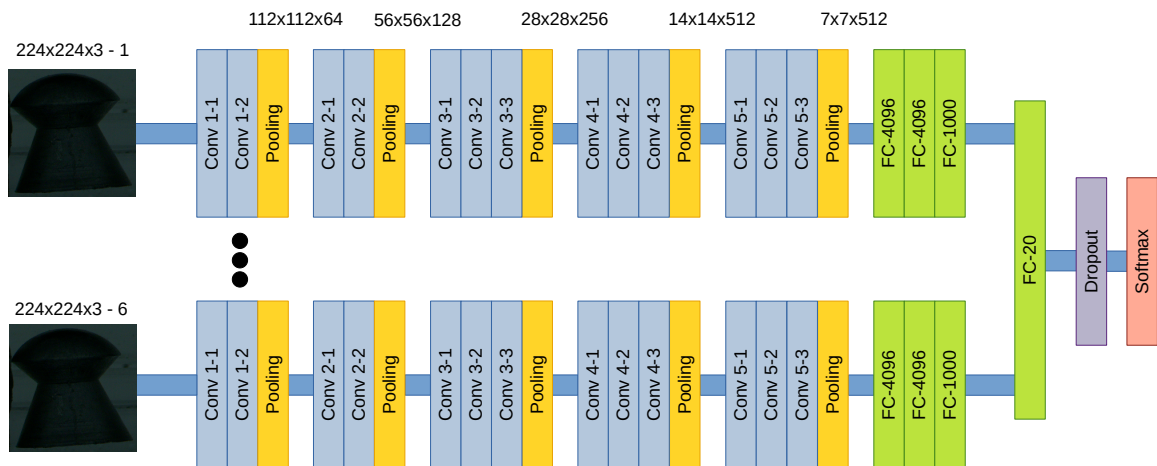 112x112x64 56x56x128 28x28x256 14x14x512 7x7x512
224x224x3 - 1
Conv 1-1 Conv 1-2 Pooling Conv 2-1 Conv 2-2 Pooling Conv 3-1 Conv 3-2 Conv 3-3 Pooling Conv 4-1 Conv 4-2 Conv 4-3 Pooling Conv 5-1 Conv 5-2 Conv 5-3 Pooling FC-4096 FC-4096 FC-1000
FC-20 Dropout Softmax
224x224x3 - 6
Conv 1-1 Conv 1-2 Pooling Conv 2-1 Conv 2-2 Pooling Conv 3-1 Conv 3-2 Conv 3-3 Pooling Conv 4-1 Conv 4-2 Conv 4-3 Pooling Conv 5-1 Conv 5-2 Conv 5-3 Pooling FC-4096 FC-4096 FC-1000